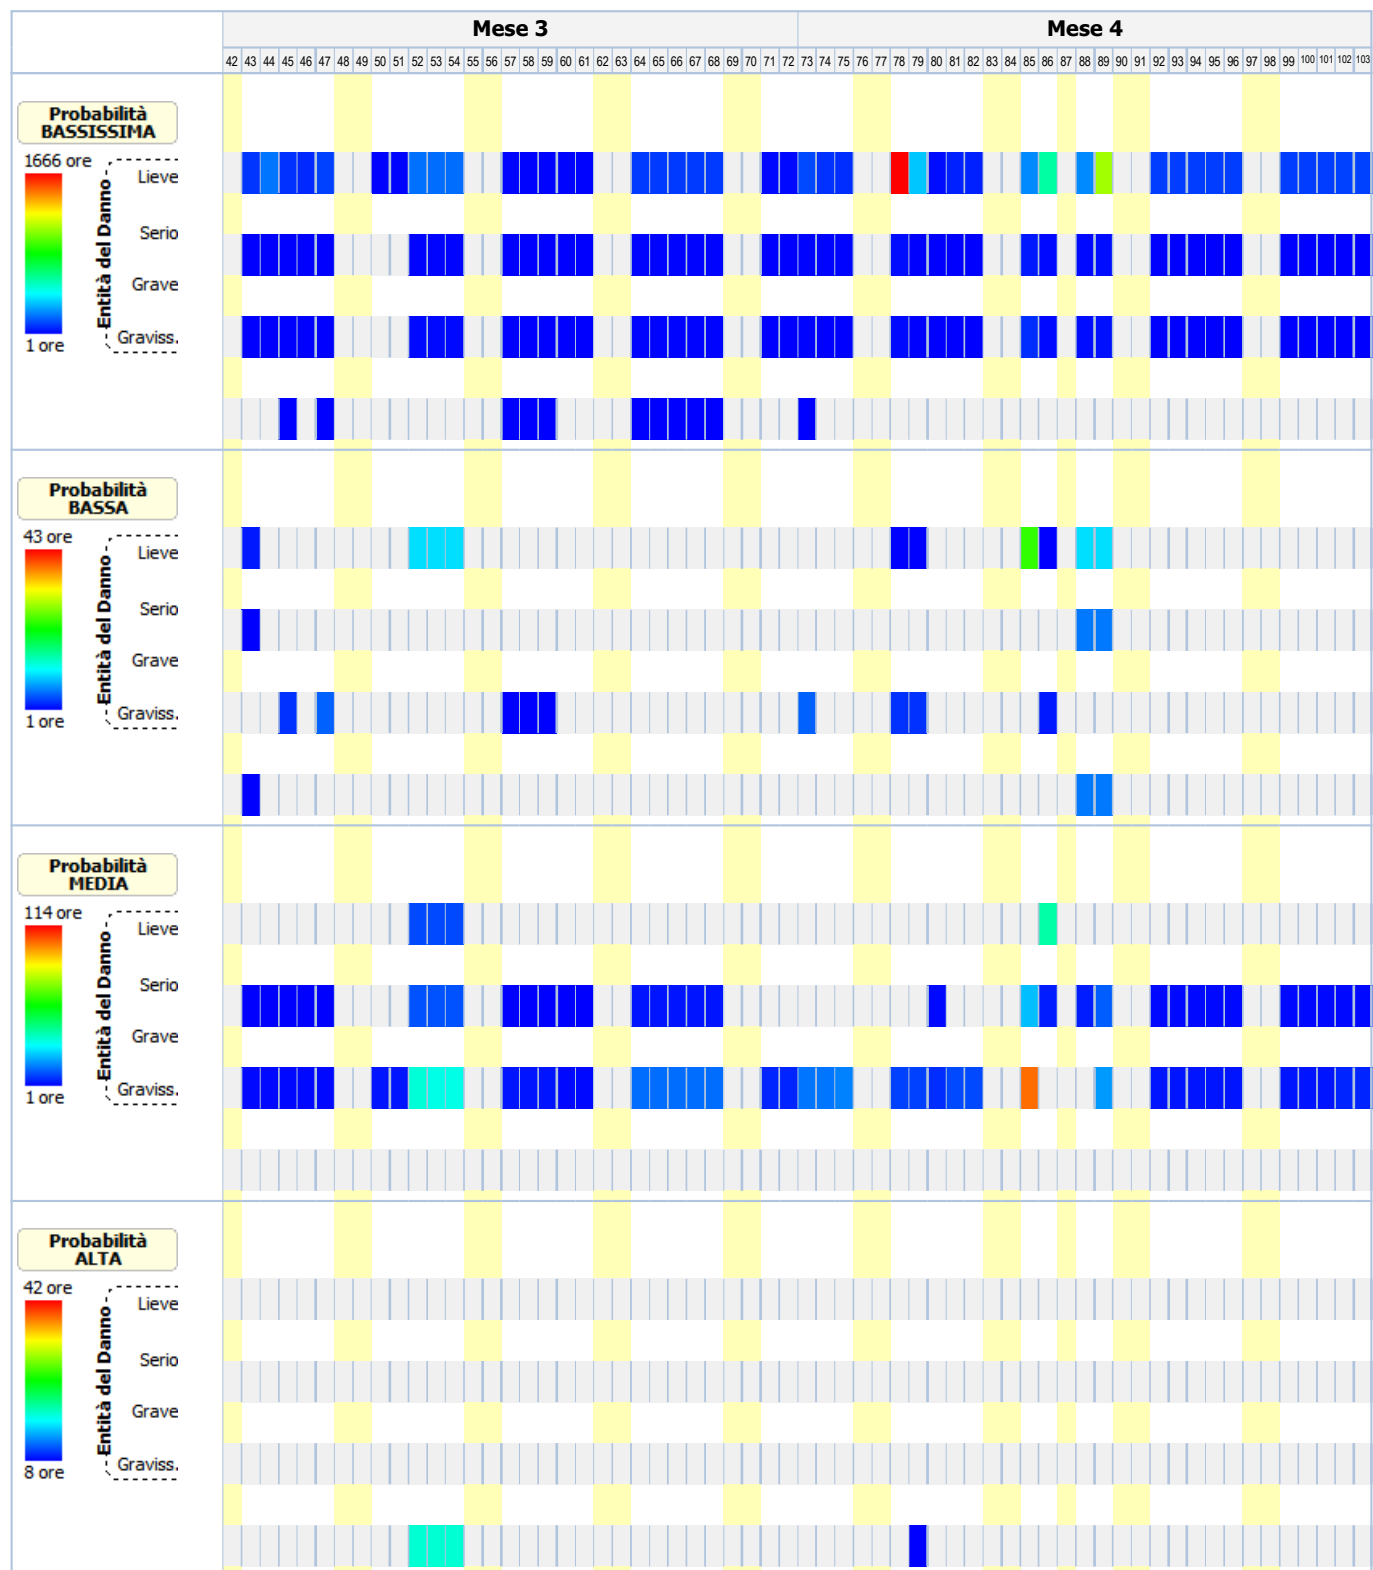 Mese 3 Mese 4
42 43 44 45 46 47 48 49 50 51 52 53 54 55 56 57 58 59 60 61 62 63 64 65 66 67 68 69 70 71 72 73 74 75 76 77 78 79 80 81 82 83 84 85 86 87 88 89 90 91 92 93 94 95 96 97 98 99 100 101 102 103
Probabilità
BASSISSIMA
1666 ore
Entità del Danno
Lieve
Serio
Grave
Graviss.
1 ore
Probabilità
BASSA
43 ore
Entità del Danno
Lieve
Serio
Grave
Graviss.
1 ore
Probabilità
MEDIA
114 ore
Entità del Danno
Lieve
Serio
Grave
Graviss.
1 ore
Probabilità
ALTA
42 ore
Entità del Danno
Lieve
Serio
Grave
Graviss.
8 ore